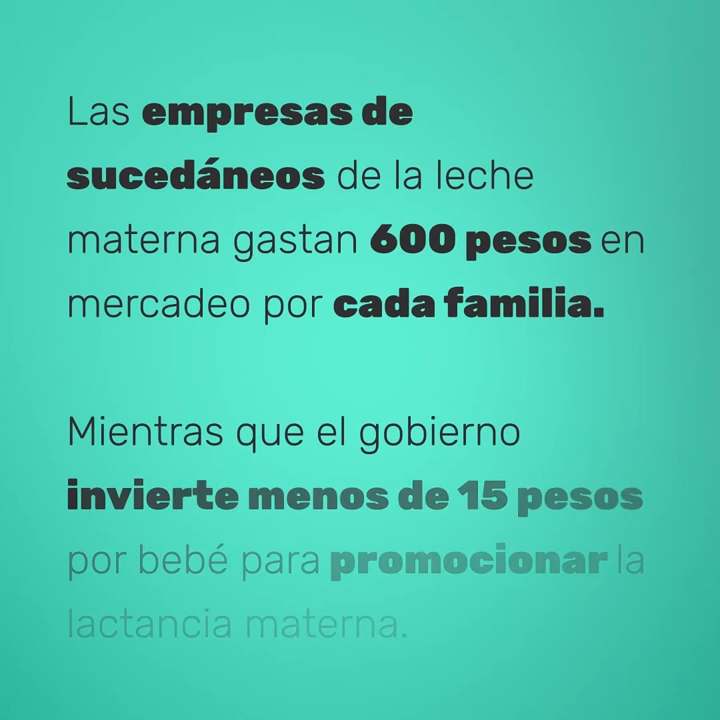 Las empresas de
sucedáneos de la leche
materna gastan 600 pesos en
mercadeo por cada familia.
Mientras que el gobierno
invierte menos de 15 pesos
por bebé para promocionar la
lactancia materna.